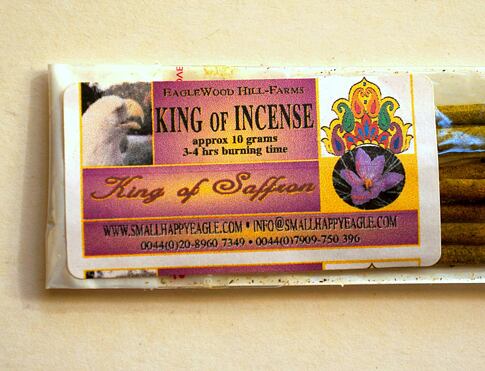 EAGLEWOOD HILL-FARMS
KING OF INCENSE
approx 10 grams
3-4 hrs burning time
King of Saffron
WWW.SMALLHAPPYEAGLE.COM • INFO@SMALLHAPPYEAGLE.COM
0044(0)20-8960 7349 • 0044(0)7909-750 396